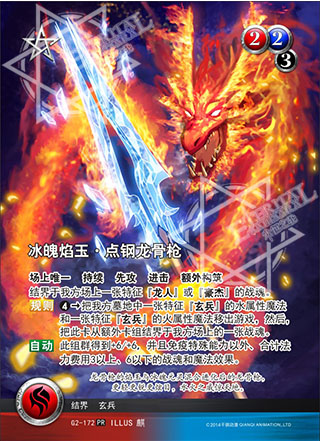 2 2
3
冰魄焰玉·点钢龙骨枪
场上唯一 持续 先攻 进击 额外构筑
结界于我方场上一张特征『龙人』或『豪杰』的战魂。
规则 4→把我方墓地中一张特征『玄兵』的水属性魔法
和一张特征『玄兵』的火属性魔法移出游戏,然后,
把此卡从额外卡组结界于我方场上的一张战魂。
自动 此组群得到+6/+6,并且免疫特殊能力以外、合计法
力费用3以上、6以下的战魂和魔法效果。
结界 玄兵
G2-172 PR ILLUS 麒
©2014千骐动漫 QIANQI ANIMATION.,LTD